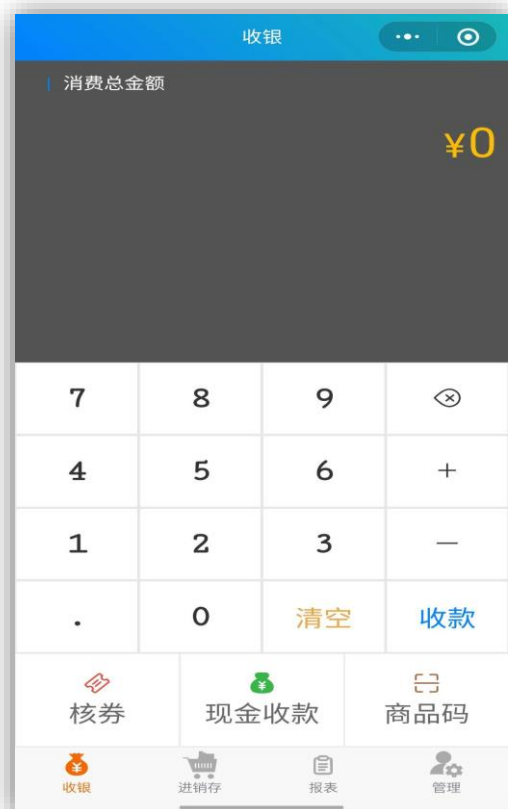 收银
消费总金额
¥0
7 8 9
4 5 6 +
1 2 3 —
. 0 清空 收款
核券 现金收款 商品码
收银 进销存 报表 管理